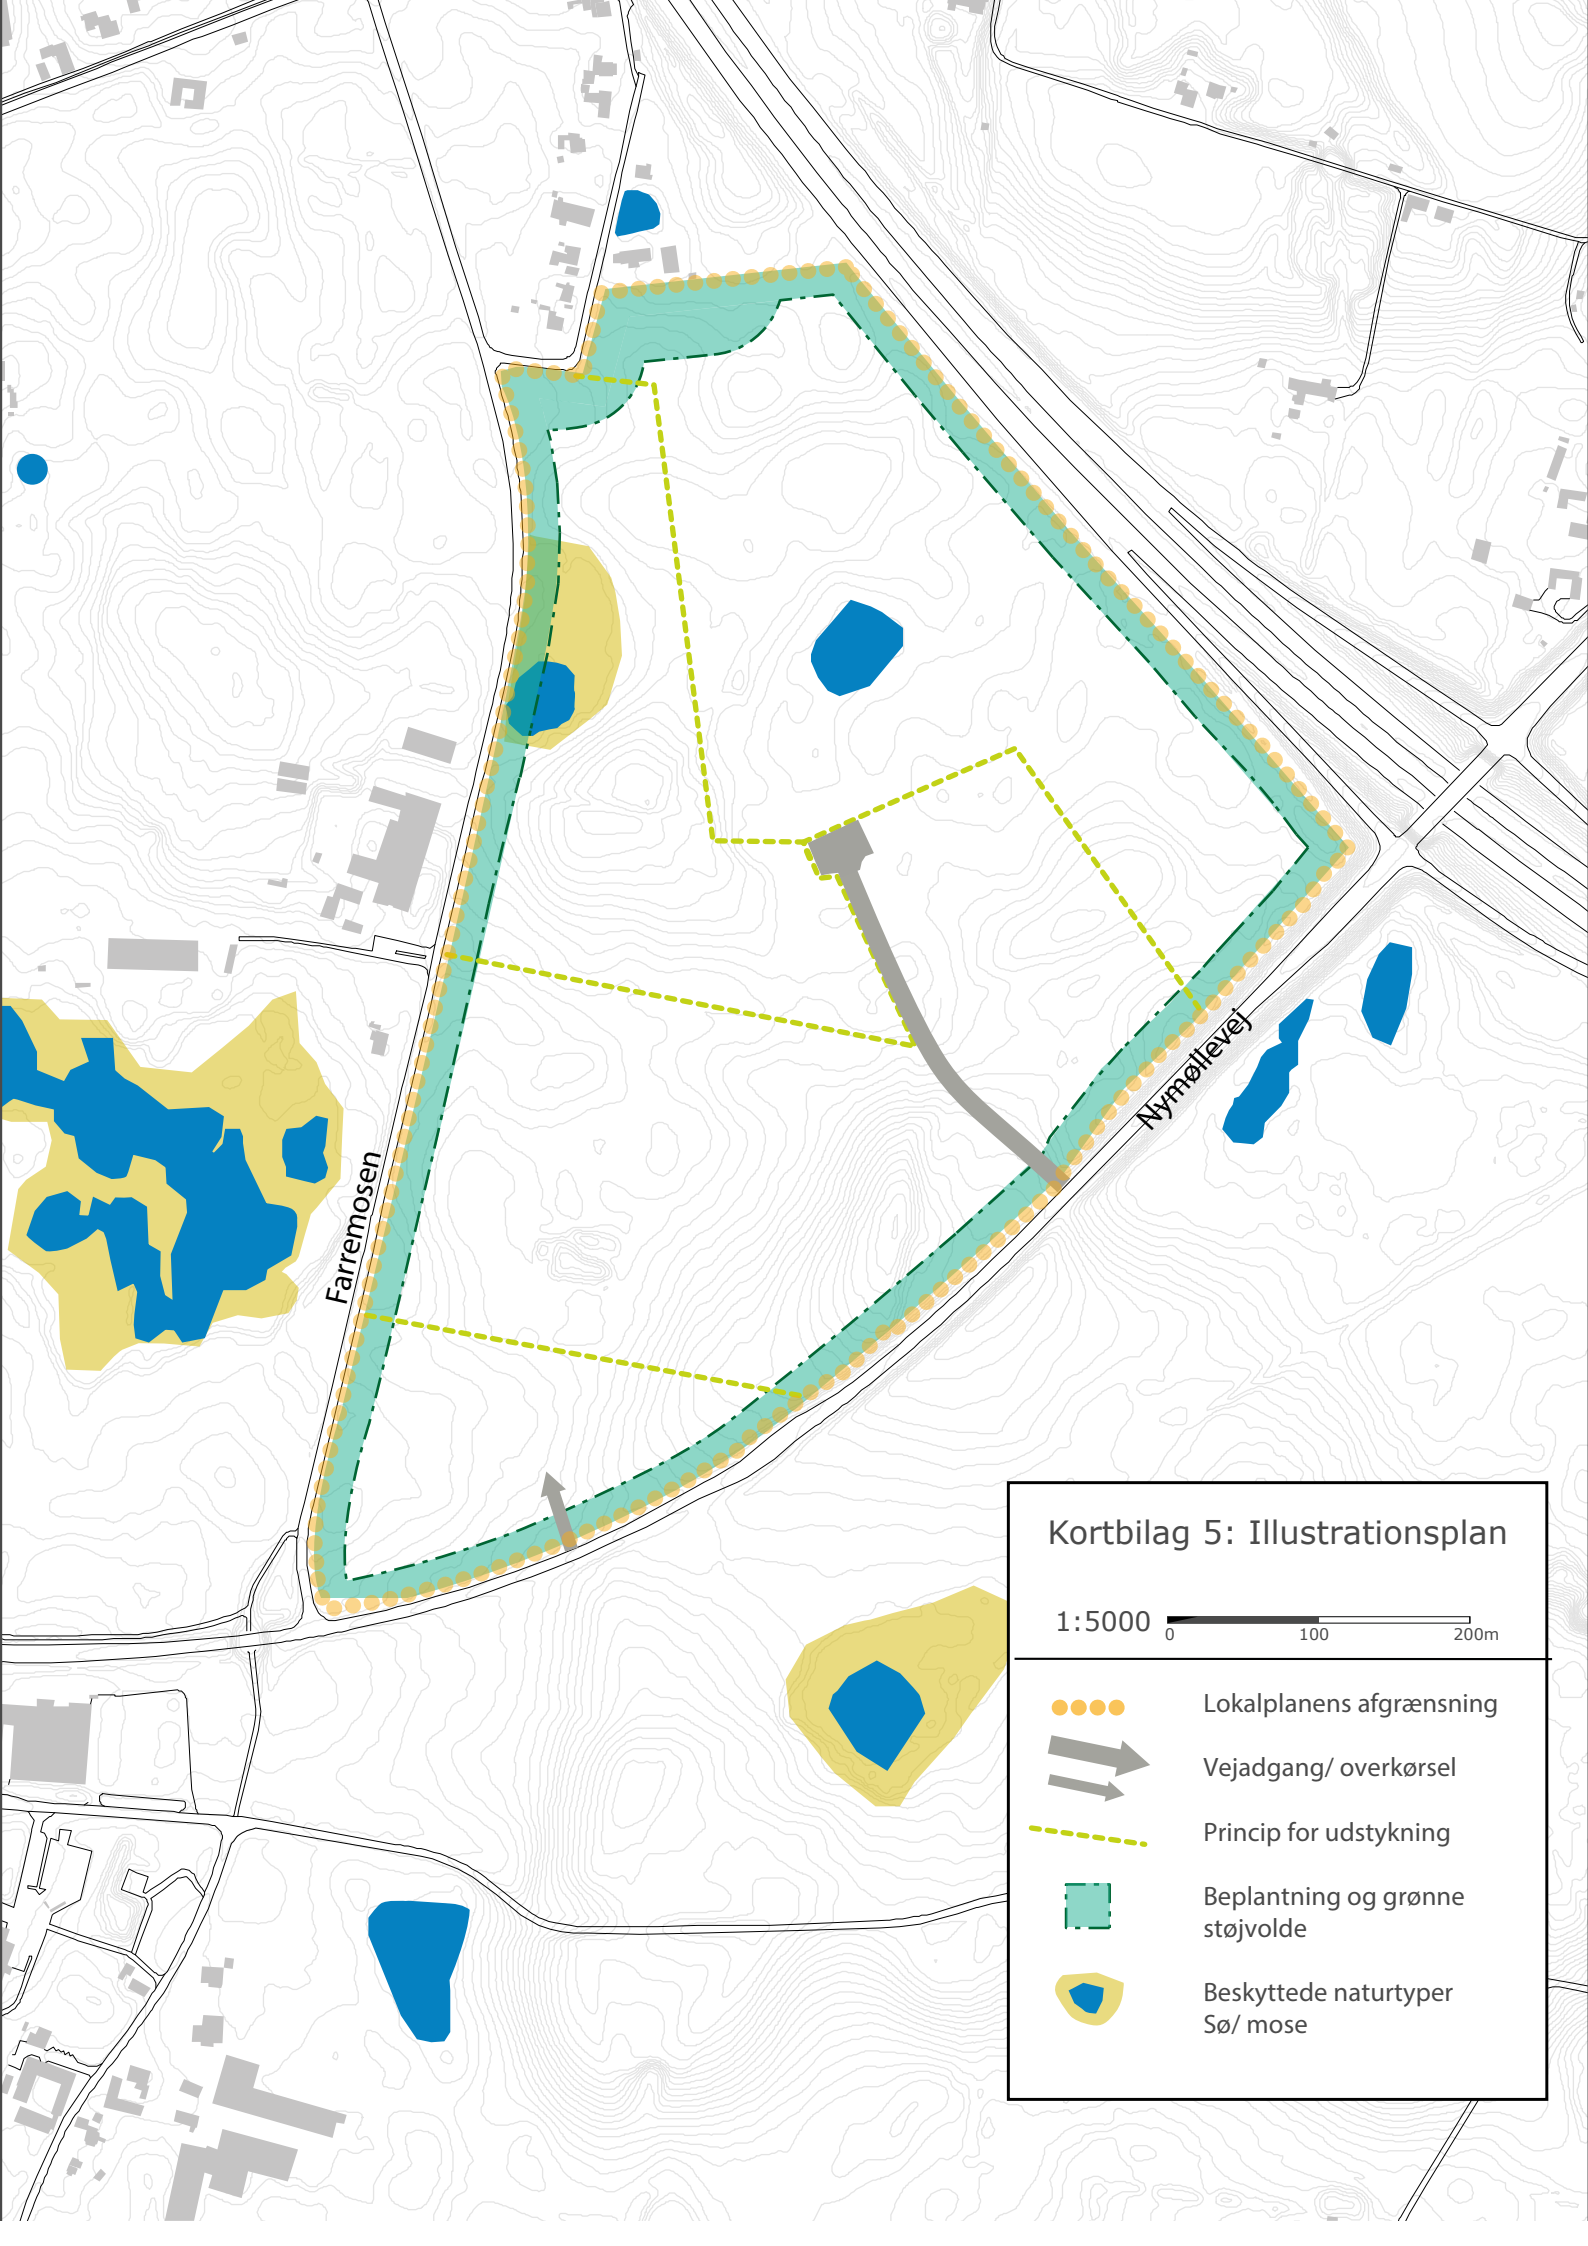 Farremosen
Nymøllevej
Kortbilag 5: Illustrationsplan
1:5000
0 100 200m
Lokalplanens afgrænsning
Vejadgang/ overkørsel
Princip for udstykning
Beplantning og grønne
støjvolde
Beskyttede naturtyper
Sø/ mose